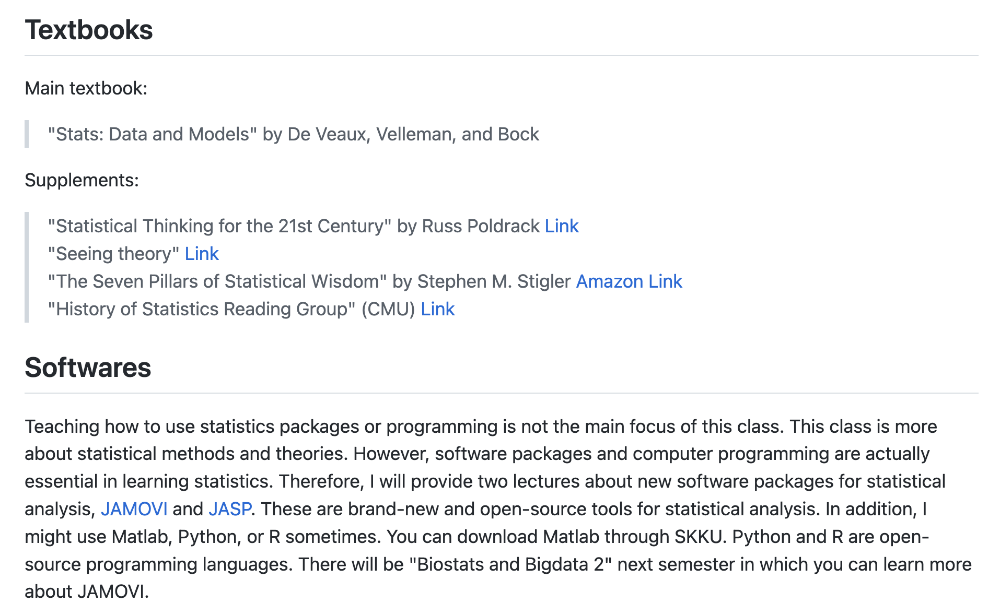 Textbooks
Main textbook:
"Stats: Data and Models" by De Veaux, Velleman, and Bock
Supplements:
"Statistical Thinking for the 21st Century" by Russ Poldrack Link
"Seeing theory" Link
"The Seven Pillars of Statistical Wisdom" by Stephen M. Stigler Amazon Link
"History of Statistics Reading Group" (CMU) Link
Softwares
Teaching how to use statistics packages or programming is not the main focus of this class. This class is more
about statistical methods and theories. However, software packages and computer programming are actually
essential in learning statistics. Therefore, I will provide two lectures about new software packages for statistical
analysis, JAMOVI and JASP. These are brand-new and open-source tools for statistical analysis. In addition, I
might use Matlab, Python, or R sometimes. You can download Matlab through SKKU. Python and R are open-
source programming languages. There will be "Biostats and Bigdata 2" next semester in which you can learn more
about JAMOVI.